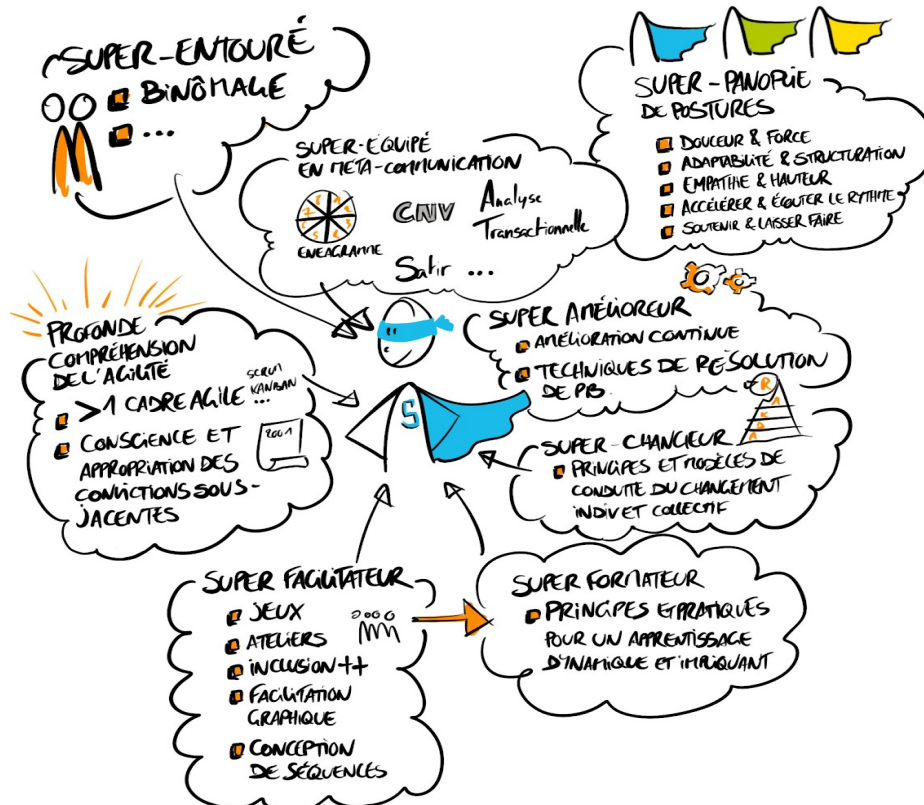 SUPER-ENTOURÉ
BINÔMAGE
...
SUPER-PANOPLIE
DE POSTURES
DOUCEUR & FORCE
ADAPTABILITÉ & STRUCTURATION
EMPATHIE & HAUTEUR
ACCÉLÉRER & ÉCOUTER LE RYTHME
SOUTENIR & LAISSER FAIRE
SUPER-ÉQUIPÉ
EN META-COMMUNICATION
ENEAGRAMME
CNV
Analyse
Transactionnelle
Satir ...
PROFONDE
COMPRÉHENSION
DE L'AGILITÉ
>1 CADRE AGILE
SCRUM
KANBAN
...
CONSCIENCE ET
APPROPRIATION DES
CONVICTIONS SOUS-
JACENTES
2001
S
SUPER AMÉLIOREUR
AMÉLIORATION CONTINUE
TECHNIQUES DE RÉSOLUTION
DE PB.
SUPER-CHANGEUR
PRINCIPES ET MODÈLES DE
CONDUITE DU CHANGEMENT
INDIV ET COLLECTIF
R
A
K
D
A
SUPER FACILITATEUR
JEUX
ATELIERS
INCLUSION++
FACILITATION
GRAPHIQUE
CONCEPTION
DE SÉQUENCES
SUPER FORMATEUR
PRINCIPES ET PRATIQUES
POUR UN APPRENTISSAGE
DYNAMIQUE ET IMPLIQUANT